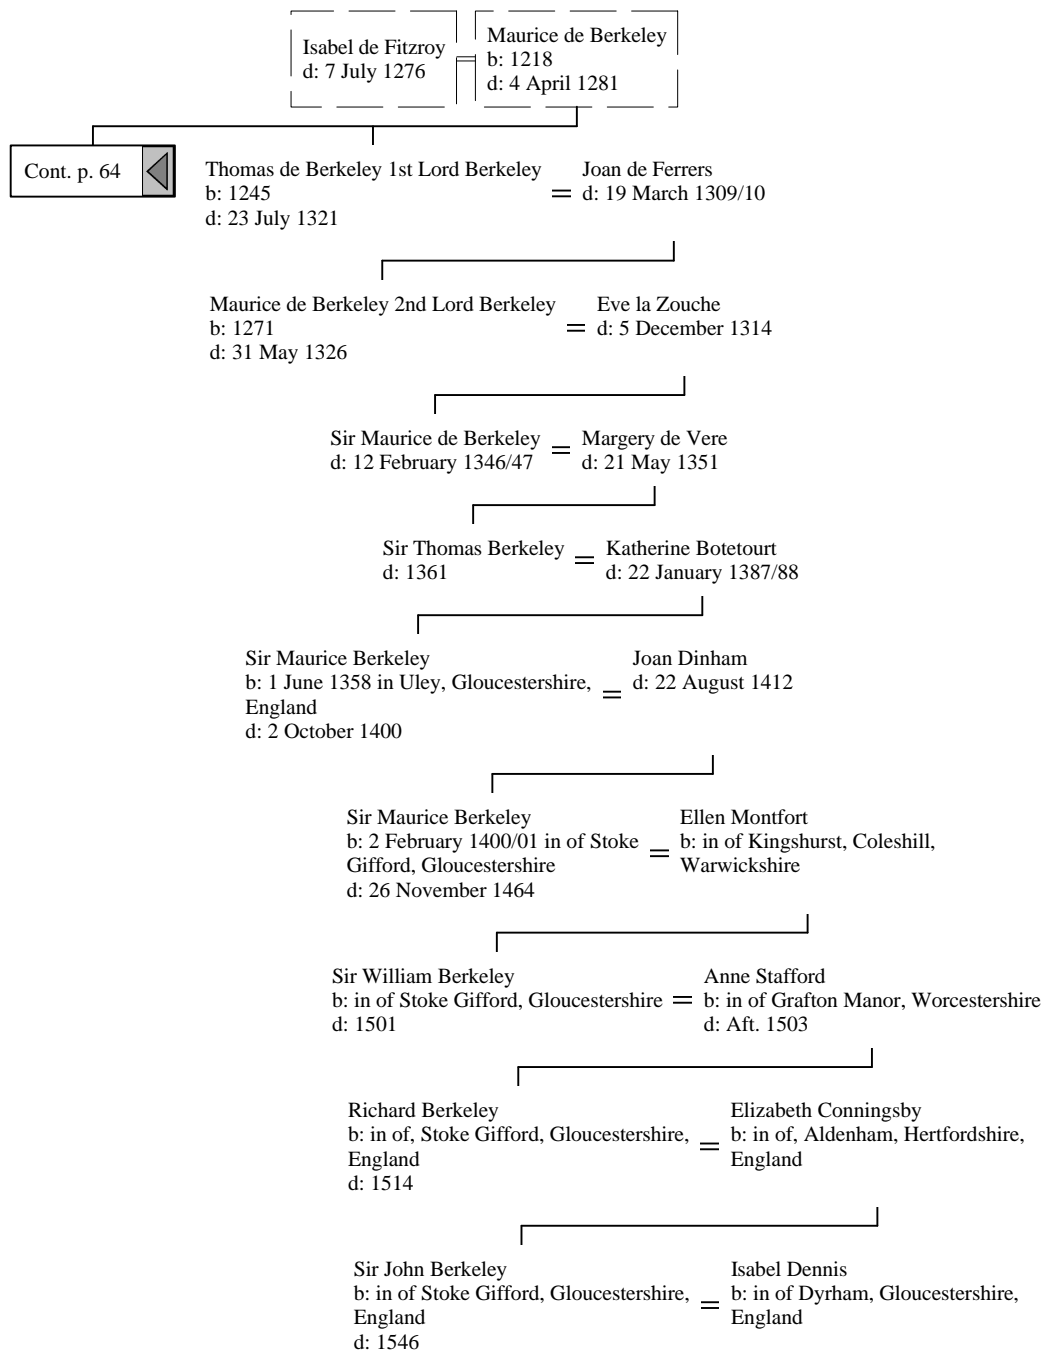 Isabel de Fitzroy
d: 7 July 1276
Maurice de Berkeley
b: 1218
d: 4 April 1281
Cont. p. 64
Thomas de Berkeley 1st Lord Berkeley
b: 1245
d: 23 July 1321
=
Joan de Ferrers
d: 19 March 1309/10
Maurice de Berkeley 2nd Lord Berkeley
b: 1271
d: 31 May 1326
=
Eve la Zouche
d: 5 December 1314
Sir Maurice de Berkeley
d: 12 February 1346/47
=
Margery de Vere
d: 21 May 1351
Sir Thomas Berkeley
d: 1361
=
Katherine Botetourt
d: 22 January 1387/88
Sir Maurice Berkeley
b: 1 June 1358 in Uley, Gloucestershire,
England
d: 2 October 1400
=
Joan Dinham
d: 22 August 1412
Sir Maurice Berkeley
b: 2 February 1400/01 in of Stoke
Gifford, Gloucestershire
d: 26 November 1464
=
Ellen Montfort
b: in of Kingshurst, Coleshill,
Warwickshire
Sir William Berkeley
b: in of Stoke Gifford, Gloucestershire
d: 1501
=
Anne Stafford
b: in of Grafton Manor, Worcestershire
d: Aft. 1503
Richard Berkeley
b: in of, Stoke Gifford, Gloucestershire,
England
d: 1514
=
Elizabeth Conningsby
b: in of, Aldenham, Hertfordshire,
England
Sir John Berkeley
b: in of Stoke Gifford, Gloucestershire,
England
d: 1546
=
Isabel Dennis
b: in of Dyrham, Gloucestershire,
England